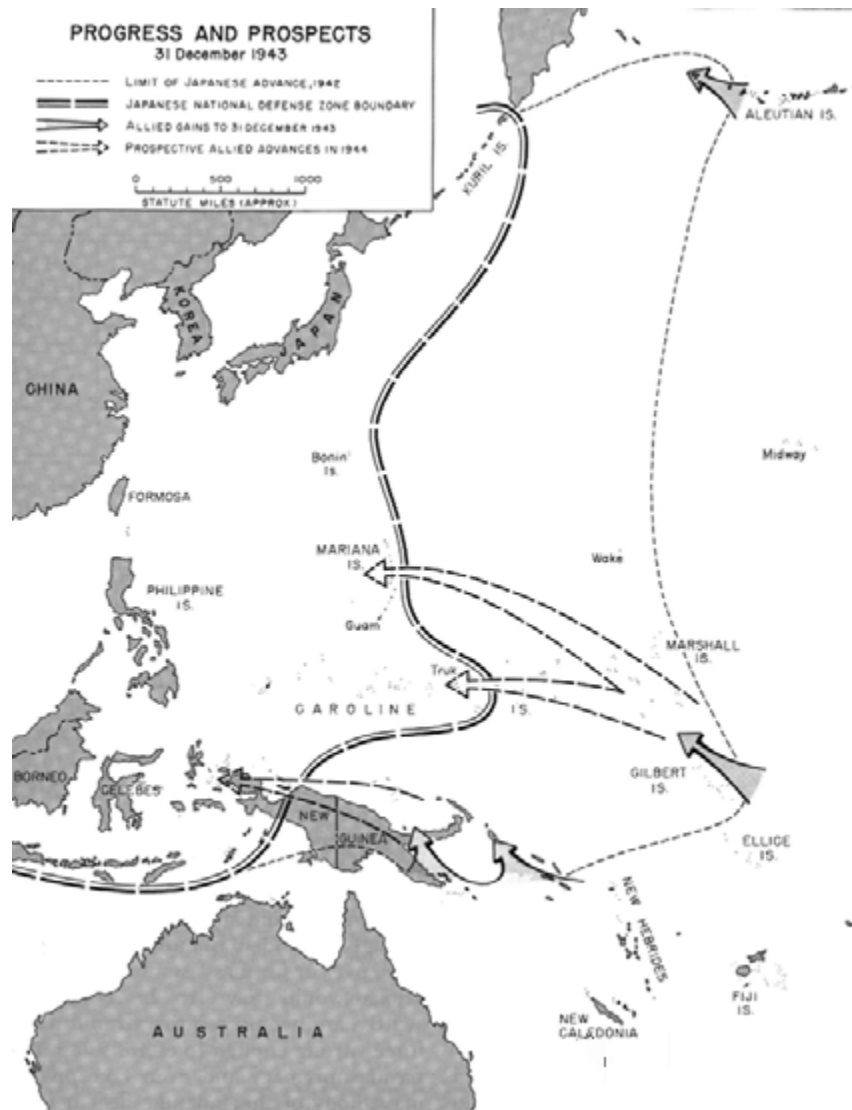 PROGRESS AND PROSPECTS
31 December 1943
LIMIT OF JAPANESE ADVANCE, 1942
JAPANESE NATIONAL DEFENSE ZONE BOUNDARY
ALLIED GAINS TO 31 DECEMBER 1943
PROSPECTIVE ALLIED ADVANCES IN 1944
0 500 1000
STATUTE MILES (APPROX)
ALEUTIAN IS.
KURIL IS.
KOREA
JAPAN
CHINA
Bonin
Is.
Midway
FORMOSA
MARIANA
IS.
Wake
PHILIPPINE
IS.
Guam
MARSHALL
IS.
Truk
CAROLINE IS.
GILBERT
IS.
BORNEO
CELEBES
NEW
GUINEA
ELLICE
IS.
NEW
HEBRIDES
FIJI
IS.
NEW
CALEDONIA
AUSTRALIA